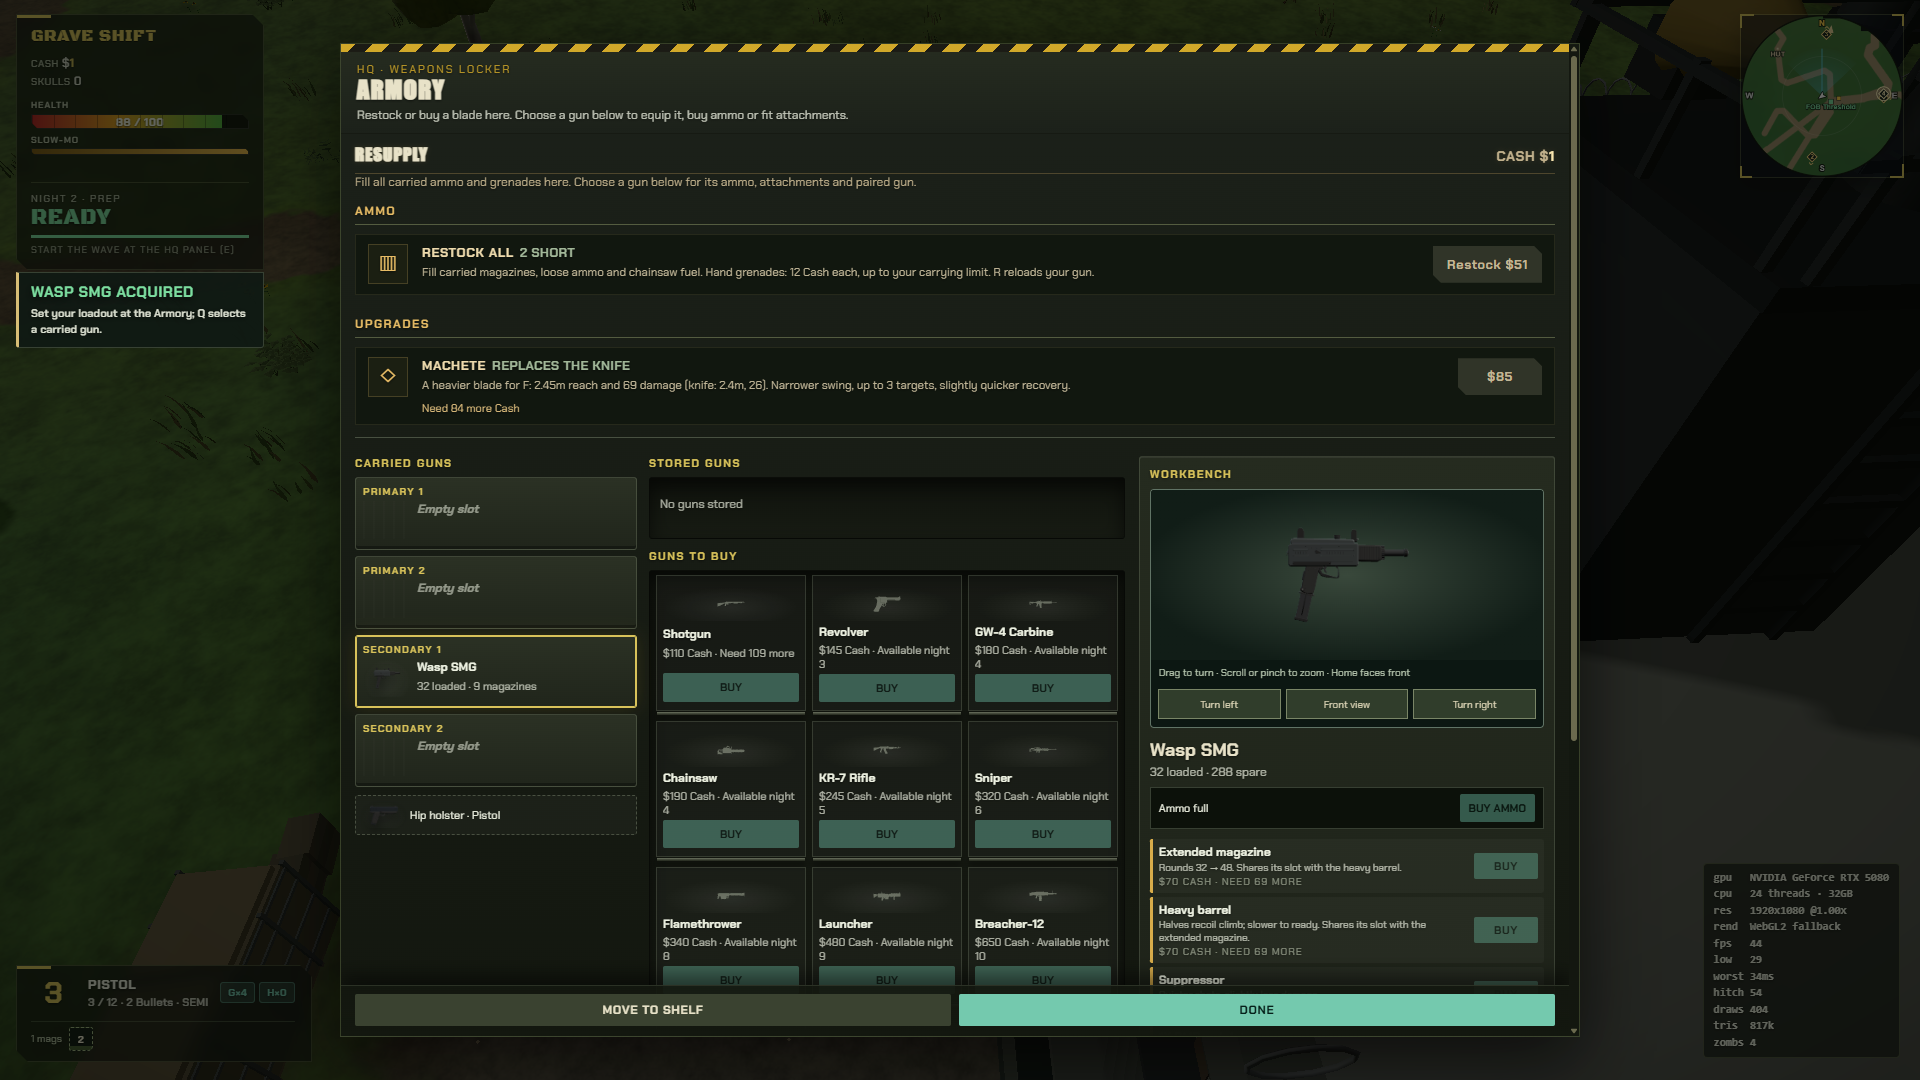 GRAVE SHIFT
CASH $1
SKULLS 0
HEALTH
88 / 100
SLOW-MO
NIGHT 2 - PREP
READY
START THE WAVE AT THE HQ PANEL [E]
WASP SMG ACQUIRED
Set your loadout at the Armory; Q selects
a carried gun.
HQ · WEAPONS LOCKER
ARMORY
Restock or buy a blade here. Choose a gun below to equip it, buy ammo or fit attachments.
RESUPPLY
CASH $1
Fill all carried ammo and grenades here. Choose a gun below for its ammo, attachments and paired gun.
AMMO
RESTOCK ALL 2 SHORT
Fill carried magazines, loose ammo and chainsaw fuel. Hand grenades: 12 Cash each, up to your carrying limit. R reloads your gun.
Restock $51
UPGRADES
MACHETE REPLACES THE KNIFE
A heavier blade for F: 2.45m reach and 69 damage (knife: 2.4m, 26). Narrower swing, up to 3 targets, slightly quicker recovery.
Need 84 more Cash
$85
CARRIED GUNS
PRIMARY 1
Empty slot
PRIMARY 2
Empty slot
SECONDARY 1
Wasp SMG
32 loaded · 9 magazines
SECONDARY 2
Empty slot
Hip holster · Pistol
STORED GUNS
No guns stored
GUNS TO BUY
Shotgun
$110 Cash · Need 109 more
BUY
Revolver
$145 Cash · Available night
3
BUY
GW-4 Carbine
$180 Cash · Available night
4
BUY
Chainsaw
$190 Cash · Available night
4
BUY
KR-7 Rifle
$245 Cash · Available night
5
BUY
Sniper
$320 Cash · Available night
6
BUY
Flamethrower
$340 Cash · Available night
8
BUY
Launcher
$480 Cash · Available night
9
BUY
Breacher-12
$650 Cash · Available night
10
BUY
WORKBENCH
Drag to turn · Scroll or pinch to zoom · Home faces front
Turn left
Front view
Turn right
Wasp SMG
32 loaded · 288 spare
Ammo full
BUY AMMO
Extended magazine
Rounds 32 → 48. Shares its slot with the heavy barrel.
$70 CASH · NEED 69 MORE
BUY
Heavy barrel
Halves recoil climb; slower to ready. Shares its slot with the
extended magazine.
$70 CASH · NEED 69 MORE
BUY
Suppressor
MOVE TO SHELF
DONE
N
HQ1
W
E
FOB Threshold
S
3
PISTOL
3 / 12 · 2 Bullets · SEMI
G×4
H×0
1 mags
2
gpu NVIDIA GeForce RTX 5080
cpu 24 threads · 32GB
res 1920x1080 @1.00x
rend WebGL2 fallback
fps 44
low 29
worst 34ms
hitch 54
draws 404
tris 817k
zombs 4